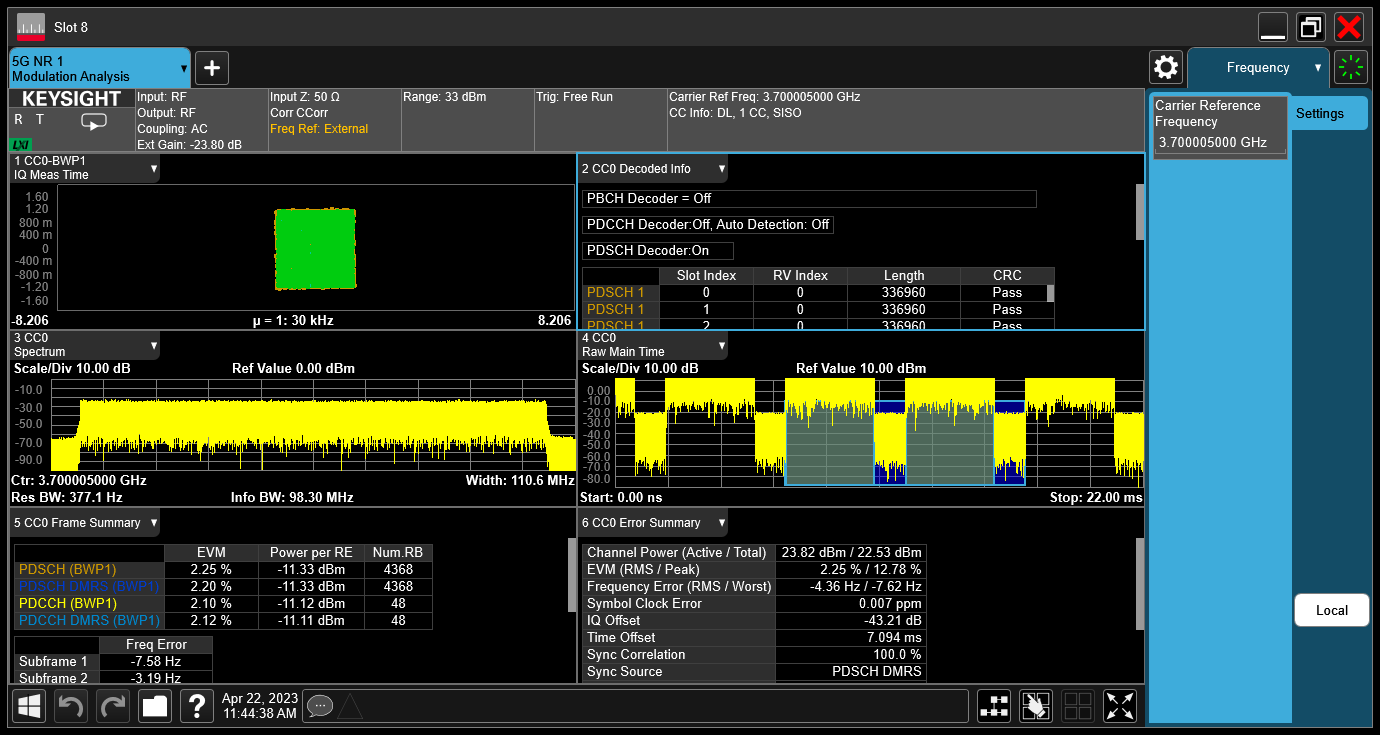 Slot 8
5G NR 1
Modulation Analysis
+
Frequency
KEYSIGHT
R T
LXI
Input: RF
Output: RF
Coupling: AC
Ext Gain: -23.80 dB
Input Z: 50 Ω
Corr CCorr
Freq Ref: External
Range: 33 dBm
Trig: Free Run
Carrier Ref Freq: 3.700005000 GHz
CC Info: DL, 1 CC, SISO
Carrier Reference
Frequency
3.700005000 GHz
Settings
1 CC0-BWP1
IQ Meas Time
1.60
1.20
800 m
400 m
0
-400 m
-800 m
-1.20
-1.60
-8.206
µ = 1: 30 kHz
8.206
2 CC0 Decoded Info
PBCH Decoder = Off
PDCCH Decoder:Off, Auto Detection: Off
PDSCH Decoder:On
Slot Index RV Index Length CRC
PDSCH 1 0 0 336960 Pass
PDSCH 1 1 0 336960 Pass
PDSCH 1 2 0 336960 Pass
3 CC0
Spectrum
Scale/Div 10.00 dB
Ref Value 0.00 dBm
-10.0
-30.0
-50.0
-70.0
-90.0
Ctr: 3.700005000 GHz
Width: 110.6 MHz
Res BW: 377.1 Hz
Info BW: 98.30 MHz
4 CC0
Raw Main Time
Scale/Div 10.00 dB
Ref Value 10.00 dBm
0.00
-10.0
-20.0
-30.0
-40.0
-50.0
-60.0
-70.0
-80.0
Start: 0.00 ns
Stop: 22.00 ms
5 CC0 Frame Summary
EVM Power per RE Num.RB
PDSCH (BWP1) 2.25 % -11.33 dBm 4368
PDSCH DMRS (BWP1) 2.20 % -11.33 dBm 4368
PDCCH (BWP1) 2.10 % -11.12 dBm 48
PDCCH DMRS (BWP1) 2.12 % -11.11 dBm 48
Freq Error
Subframe 1 -7.58 Hz
Subframe 2 -3.19 Hz
6 CC0 Error Summary
Channel Power (Active / Total) 23.82 dBm / 22.53 dBm
EVM (RMS / Peak) 2.25 % / 12.78 %
Frequency Error (RMS / Worst) -4.36 Hz / -7.62 Hz
Symbol Clock Error 0.007 ppm
IQ Offset -43.21 dB
Time Offset 7.094 ms
Sync Correlation 100.0 %
Sync Source PDSCH DMRS
Local
?
Apr 22, 2023
11:44:38 AM